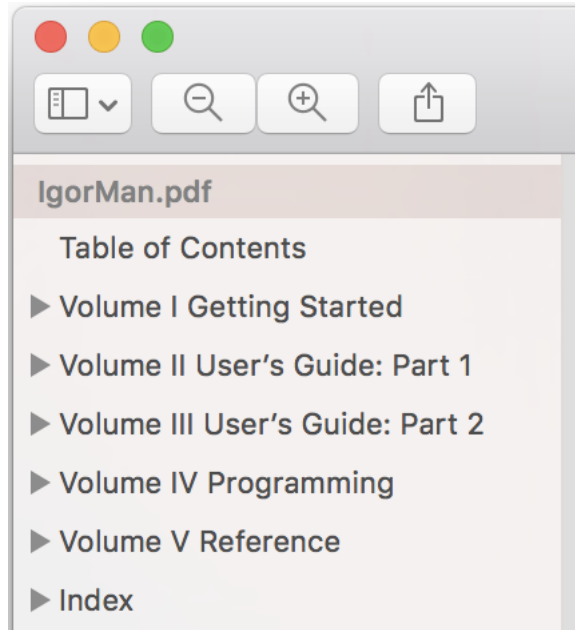 IgorMan.pdf
Table of Contents
Volume I Getting Started
Volume II User’s Guide: Part 1
Volume III User’s Guide: Part 2
Volume IV Programming
Volume V Reference
Index